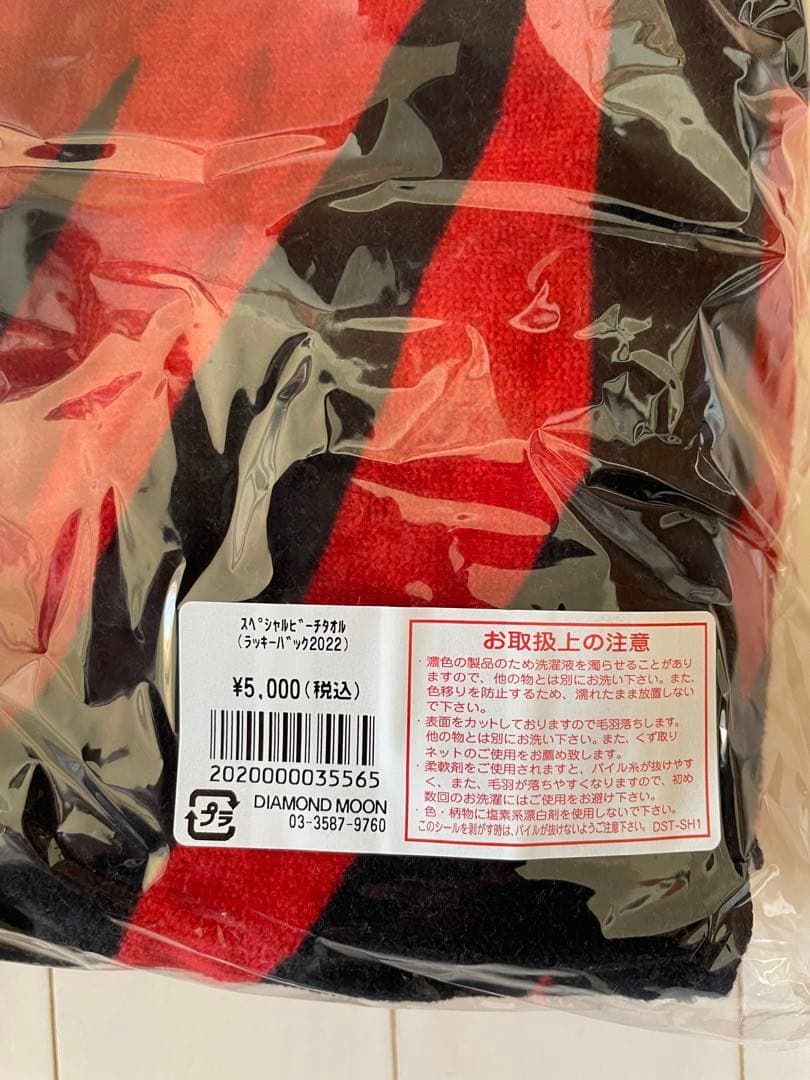 ｽﾍﾟｼｬﾙﾋﾞｰﾁﾀｵﾙ
(ﾗｯｷｰﾊﾞｯｸ2022)
¥5,000(税込)
2020000035565
プラ
DIAMOND MOON
03-3587-9760
お取扱上の注意
・濃色の製品のため洗濯液を濁らせることがあり
ますので、他の物とは別にお洗い下さい。また、
色移りを防止するため、濡れたまま放置しない
で下さい。
・表面をカットしておりますので毛羽落ちします。
他の物とは別にお洗い下さい。また、くず取り
ネットのご使用をお薦め致します。
・柔軟剤をご使用されますと、パイル糸が抜けやす
く、また、毛羽が落ちやすくなりますので、初め
数回のお洗濯にはご使用をお避け下さい。
・色・柄物に塩素系漂白剤を使用しないで下さい。
このシールを剥がす時は、パイルが抜けないようご注意下さい。 DST-SH1